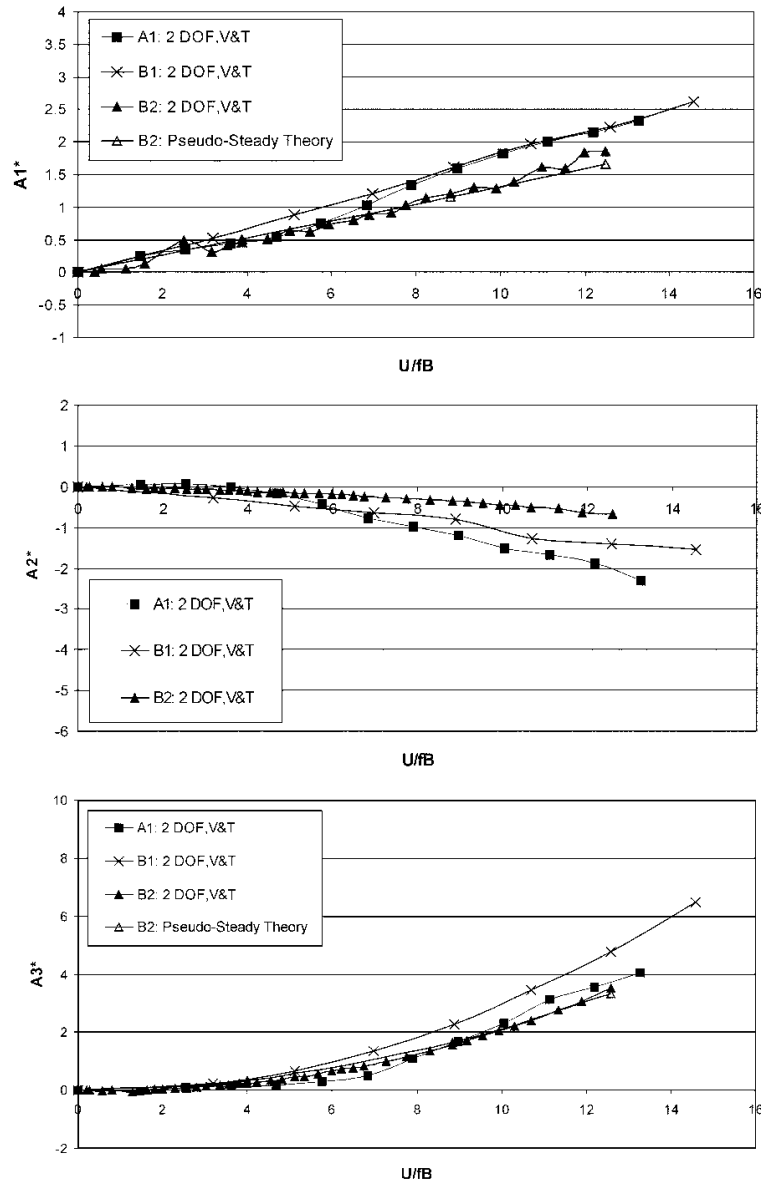 4
3.5
3
2.5
2
1.5
1
0.5
0
-0.5
-1
A1*
A1: 2 DOF,V&T
B1: 2 DOF,V&T
B2: 2 DOF,V&T
B2: Pseudo-Steady Theory
0 2 4 6 8 10 12 14 16
U/fB
2
1
0
-1
-2
-3
-4
-5
-6
A2*
0 2 4 6 8 10 12 14 16
A1: 2 DOF,V&T
B1: 2 DOF,V&T
B2: 2 DOF,V&T
U/fB
10
8
6
4
2
0
-2
A3*
A1: 2 DOF,V&T
B1: 2 DOF,V&T
B2: 2 DOF,V&T
B2: Pseudo-Steady Theory
0 2 4 6 8 10 12 14 16
U/fB